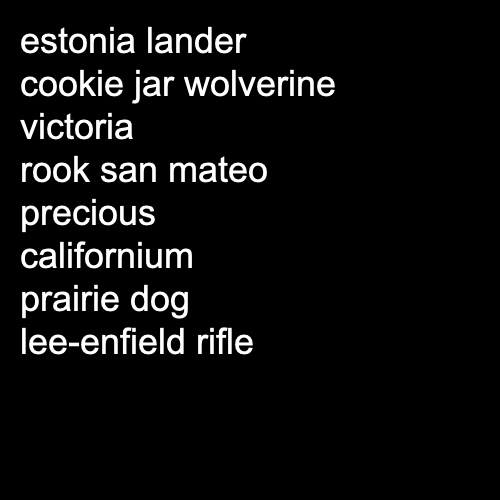 estonia lander
cookie jar wolverine
victoria
rook san mateo
precious
californium
prairie dog
lee-enfield rifle